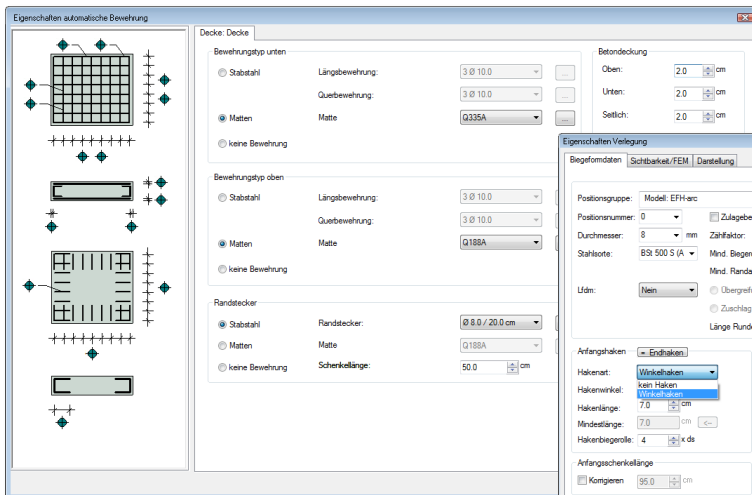 Eigenschaften automatische Bewehrung
Decke: Decke
Bewehrungstyp unten
Stabstahl Längsbewehrung: 3 Ø 10.0 ...
Querbewehrung: 3 Ø 10.0 ...
Matten Matte Q335A ...
keine Bewehrung
Betondeckung
Oben: 2.0 cm
Unten: 2.0 cm
Seitlich: 2.0 cm
Bewehrungstyp oben
Stabstahl Längsbewehrung: 3 Ø 10.0
Querbewehrung: 3 Ø 10.0
Matten Matte Q188A
keine Bewehrung
Randstecker
Stabstahl Randstecker: Ø 8.0 / 20.0 cm
Matten Matte Q188A
keine Bewehrung Schenkellänge: 50.0 cm
Eigenschaften Verlegung
Biegeformdaten Sichtbarkeit/FEM Darstellung
Positionsgruppe: Modell: EFH-arc
Positionsnummer: 0 Zulagebe
Durchmesser: 8 mm Zählfaktor:
Stahlsorte: BSt 500 S (A Mind. Biegere
Mind. Randa
Lfdm: Nein Übergreif
Zuschlag
Länge Rund
Anfangshaken = Endhaken
Hakenart: Winkelhaken
kein Haken
Hakenwinkel: Winkelhaken
Hakenlänge: 7.0 cm
Mindestlänge: 7.0 cm <--
Hakenbiegerolle: 4 x ds
Anfangsschenkellänge
Korrigieren 95.0 cm